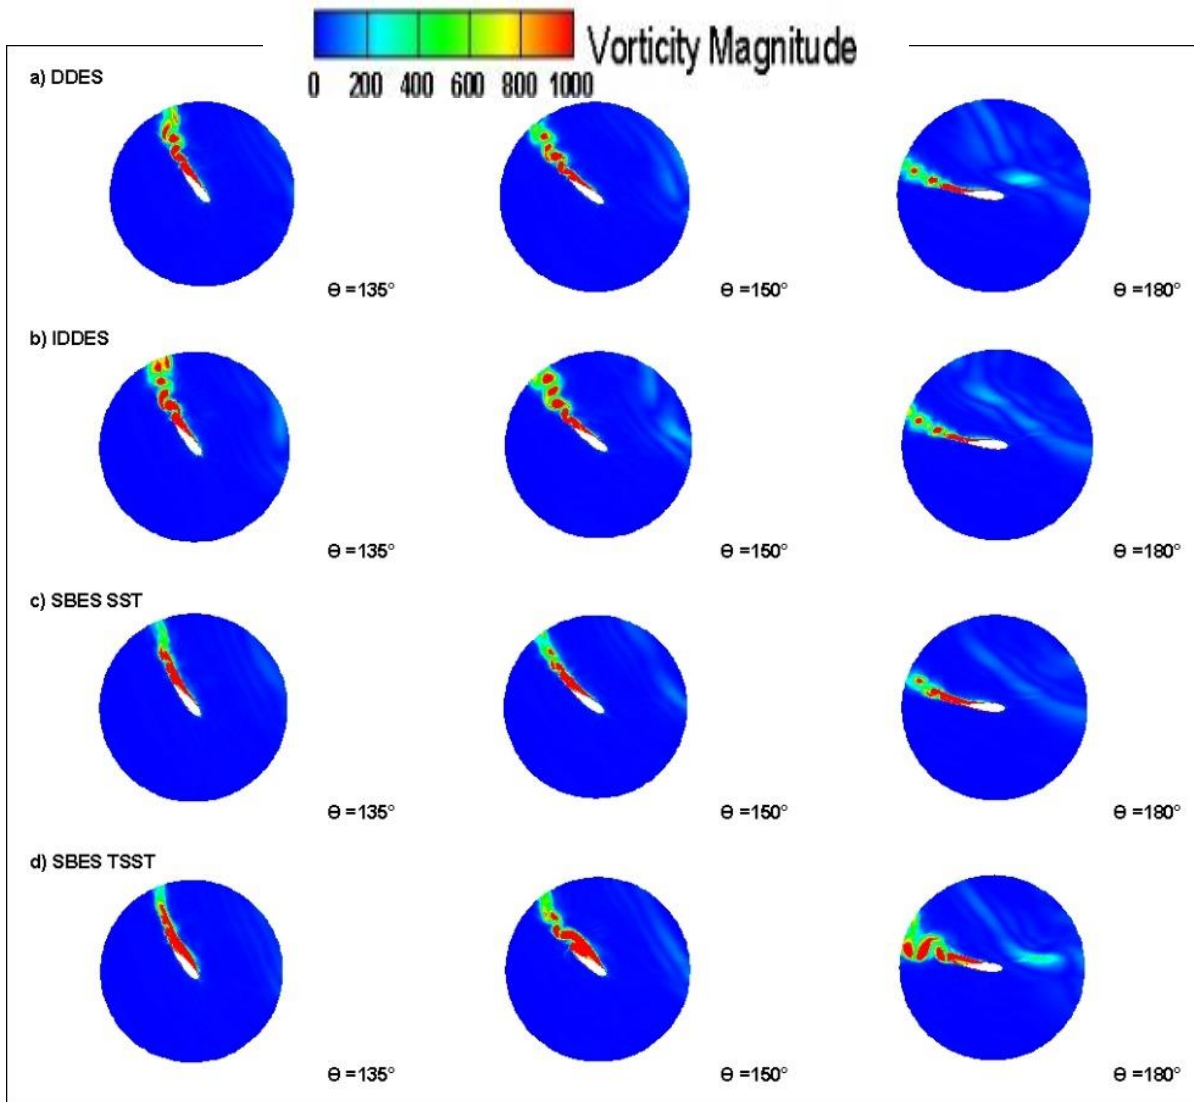 Vorticity Magnitude
0 200 400 600 800 1000
a) DDES
Θ =135° Θ =150° Θ =180°
b) IDDES
Θ =135° Θ =150° Θ =180°
c) SBES SST
Θ =135° Θ =150° Θ =180°
d) SBES TSST
Θ =135° Θ =150° Θ =180°